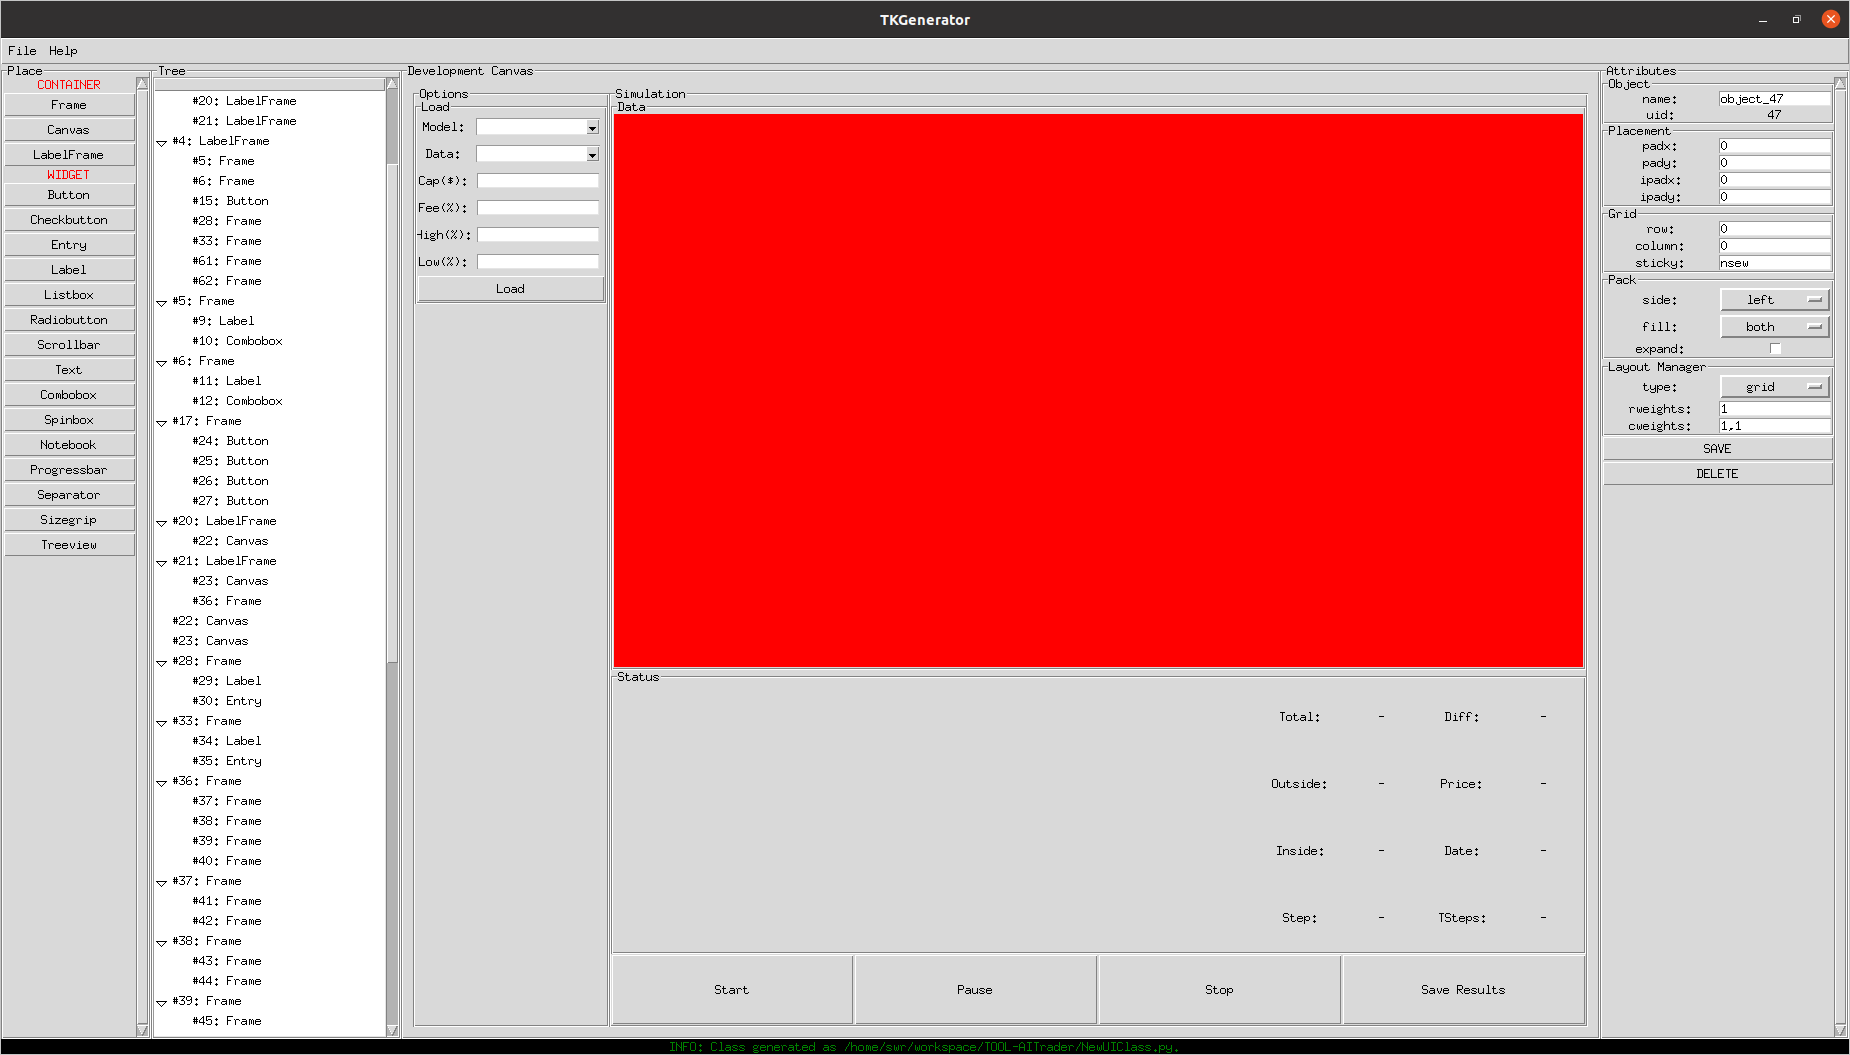 TKGenerator
File Help
Place
CONTAINER
Frame
Canvas
LabelFrame
WIDGET
Button
Checkbutton
Entry
Label
Listbox
Radiobutton
Scrollbar
Text
Combobox
Spinbox
Notebook
Progressbar
Separator
Sizegrip
Treeview
Tree
#20: LabelFrame
#21: LabelFrame
#4: LabelFrame
#5: Frame
#6: Frame
#15: Button
#28: Frame
#33: Frame
#61: Frame
#62: Frame
#5: Frame
#9: Label
#10: Combobox
#6: Frame
#11: Label
#12: Combobox
#17: Frame
#24: Button
#25: Button
#26: Button
#27: Button
#20: LabelFrame
#22: Canvas
#21: LabelFrame
#23: Canvas
#36: Frame
#22: Canvas
#23: Canvas
#28: Frame
#29: Label
#30: Entry
#33: Frame
#34: Label
#35: Entry
#36: Frame
#37: Frame
#38: Frame
#39: Frame
#40: Frame
#37: Frame
#41: Frame
#42: Frame
#38: Frame
#43: Frame
#44: Frame
#39: Frame
#45: Frame
Development Canvas
Options
Load
Model:
Data:
Cap($):
Fee(%):
High(%):
Low(%):
Load
Simulation
Data
Status
Total: - Diff: -
Outside: - Price: -
Inside: - Date: -
Step: - TSteps: -
Start Pause Stop Save Results
Attributes
Object
name: object_47
uid: 47
Placement
padx: 0
pady: 0
ipadx: 0
ipady: 0
Grid
row: 0
column: 0
sticky: nsew
Pack
side: left
fill: both
expand:
Layout Manager
type: grid
rweights: 1
cweights: 1,1
SAVE
DELETE
INFO: Class generated as /home/swr/workspace/TOOL-AITrader/NewUIClass.py.